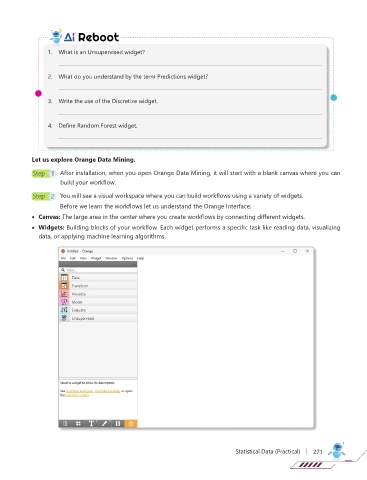 Ai Reboot
1. What is an Unsupervised widget?
2. What do you understand by the term Predictions widget?
3. Write the use of the Discretize widget.
4. Define Random Forest widget.
Let us explore Orange Data Mining.
Step 1 After installation, when you open Orange Data Mining, it will start with a blank canvas where you can
build your workflow.
Step 2 You will see a visual workspace where you can build workflows using a variety of widgets.
Before we learn the workflows let us understand the Orange Interface:
• Canvas: The large area in the center where you create workflows by connecting different widgets.
• Widgets: Building blocks of your workflow. Each widget performs a specific task like reading data, visualizing
data, or applying machine learning algorithms.
Untitled - Orange
File Edit View Widget Window Options Help
Filter...
Data
Transform
Visualize
Model
Evaluate
Unsupervised
Select a widget to show its description.
See workflow examples, YouTube tutorials, or open
the welcome screen.
Statistical Data (Practical) | 271